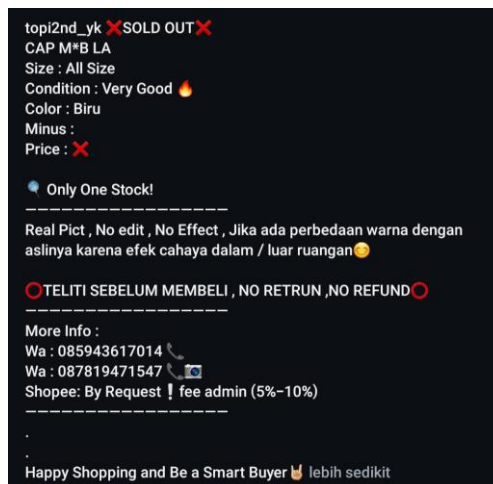 topi2nd_yk ❌SOLD OUT❌
CAP M*B LA
Size : All Size
Condition : Very Good 🔥
Color : Biru
Minus :
Price : ❌
🔍 Only One Stock!
——————————————————
Real Pict , No edit , No Effect , Jika ada perbedaan warna dengan
aslinya karena efek cahaya dalam / luar ruangan😊
⭕TELITI SEBELUM MEMBELI , NO RETRUN ,NO REFUND⭕
——————————————————
More Info :
Wa : 085943617014 📞
Wa : 087819471547 📞📷
Shopee: By Request❗fee admin (5%–10%)
——————————————————
.
.
Happy Shopping and Be a Smart Buyer🤘🏼 lebih sedikit